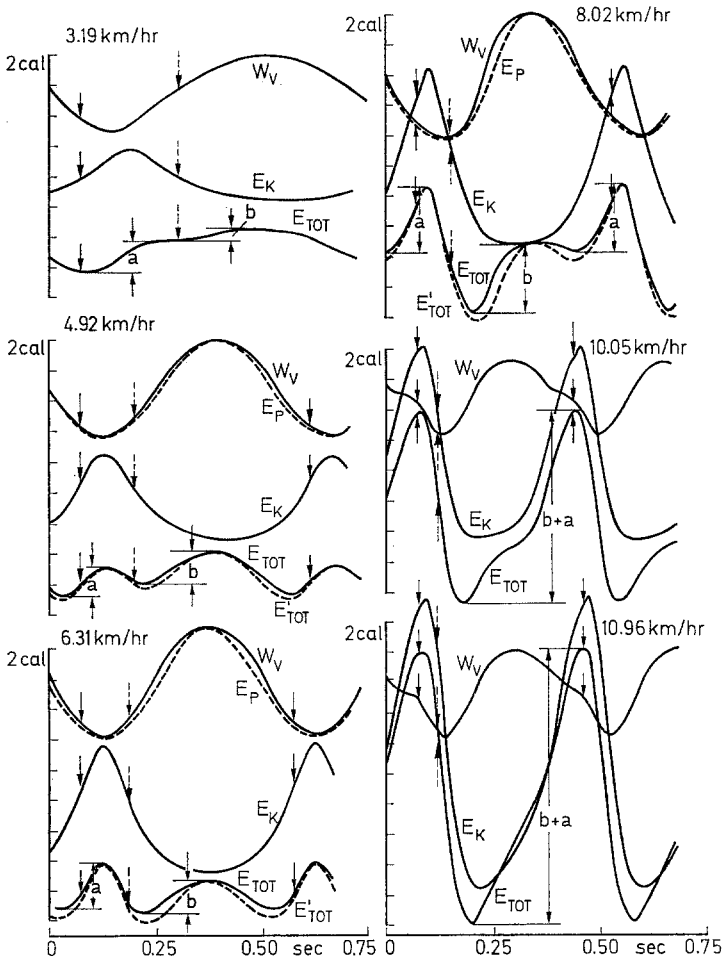 3.19 km/hr
2cal
W_V
E_K
b
E_TOT
a
4.92 km/hr
2cal
W_V
E_P
E_K
a
b
E_TOT
E'_TOT
6.31 km/hr
2cal
W_V
E_P
E_K
a
b
E_TOT
E'_TOT
0
0.25
0.50
sec
0.75
8.02 km/hr
2cal
W_V
E_P
E_K
a
a
E_TOT
b
E'_TOT
10.05 km/hr
2cal
W_V
E_K
b+a
E_TOT
10.96 km/hr
2cal
W_V
E_K
b+a
E_TOT
0
0.25
0.50
sec
0.75